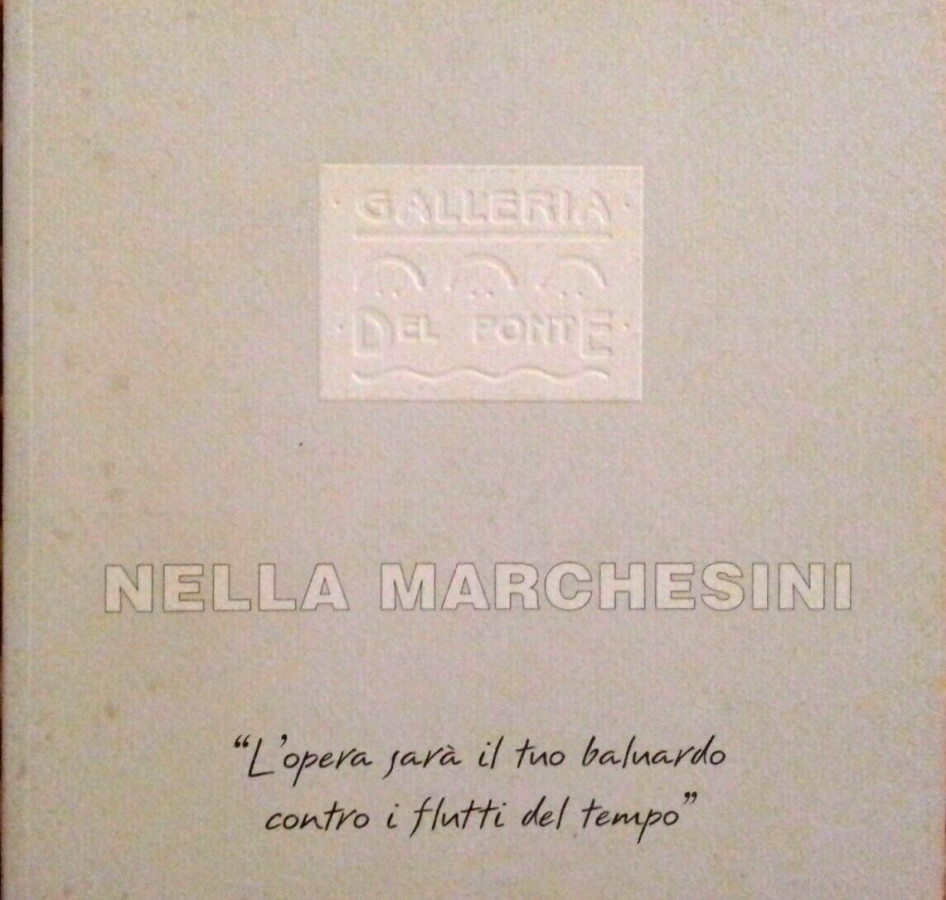 GALLERIA
DEL PONTE
NELLA MARCHESINI
“L’opera sarà il tuo baluardo
contro i flutti del tempo”